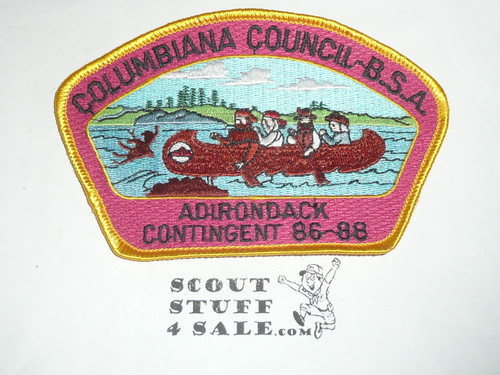 COLUMBIANA COUNCIL-B.S.A.
ADIRONDACK
CONTINGENT 86-88
SCOUT
STUFF
4 SALE.COM